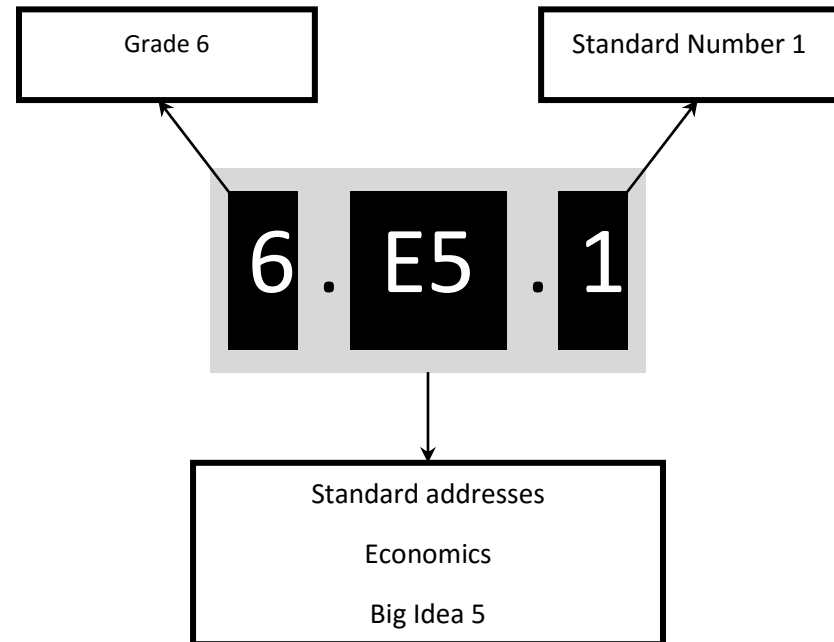 Grade 6
Standard Number 1
6 . E5 . 1
Standard addresses
Economics
Big Idea 5